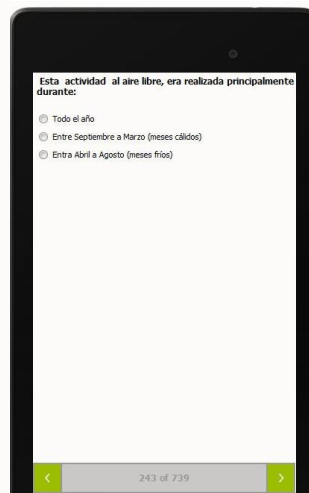 Esta actividad al aire libre, era realizada principalmente
durante:
Todo el año
Entre Septiembre a Marzo (meses cálidos)
Entra Abril a Agosto (meses fríos)
243 of 739